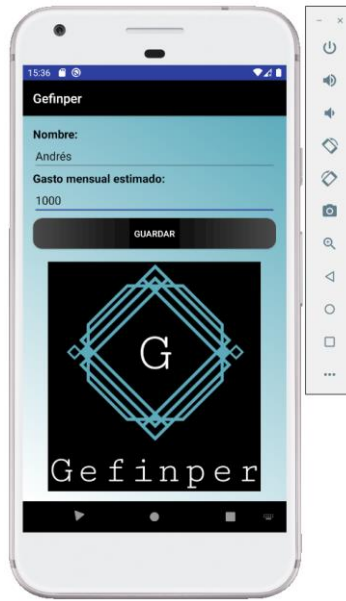 15:36
Gefinper
Nombre:
Andrés
Gasto mensual estimado:
1000
GUARDAR
G
Gefinper